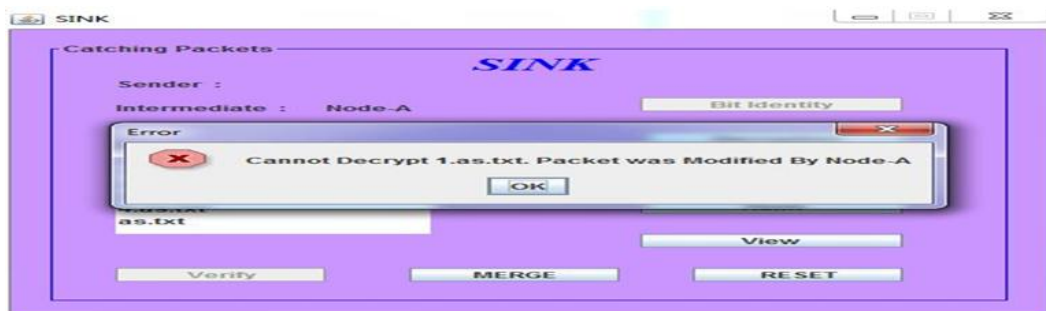 SINK
Catching Packets
SINK
Sender :
Intermediate : Node-A
Bit Identity
Error
Cannot Decrypt 1.as.txt. Packet was Modified By Node-A
OK
as.txt
View
Verify MERGE RESET